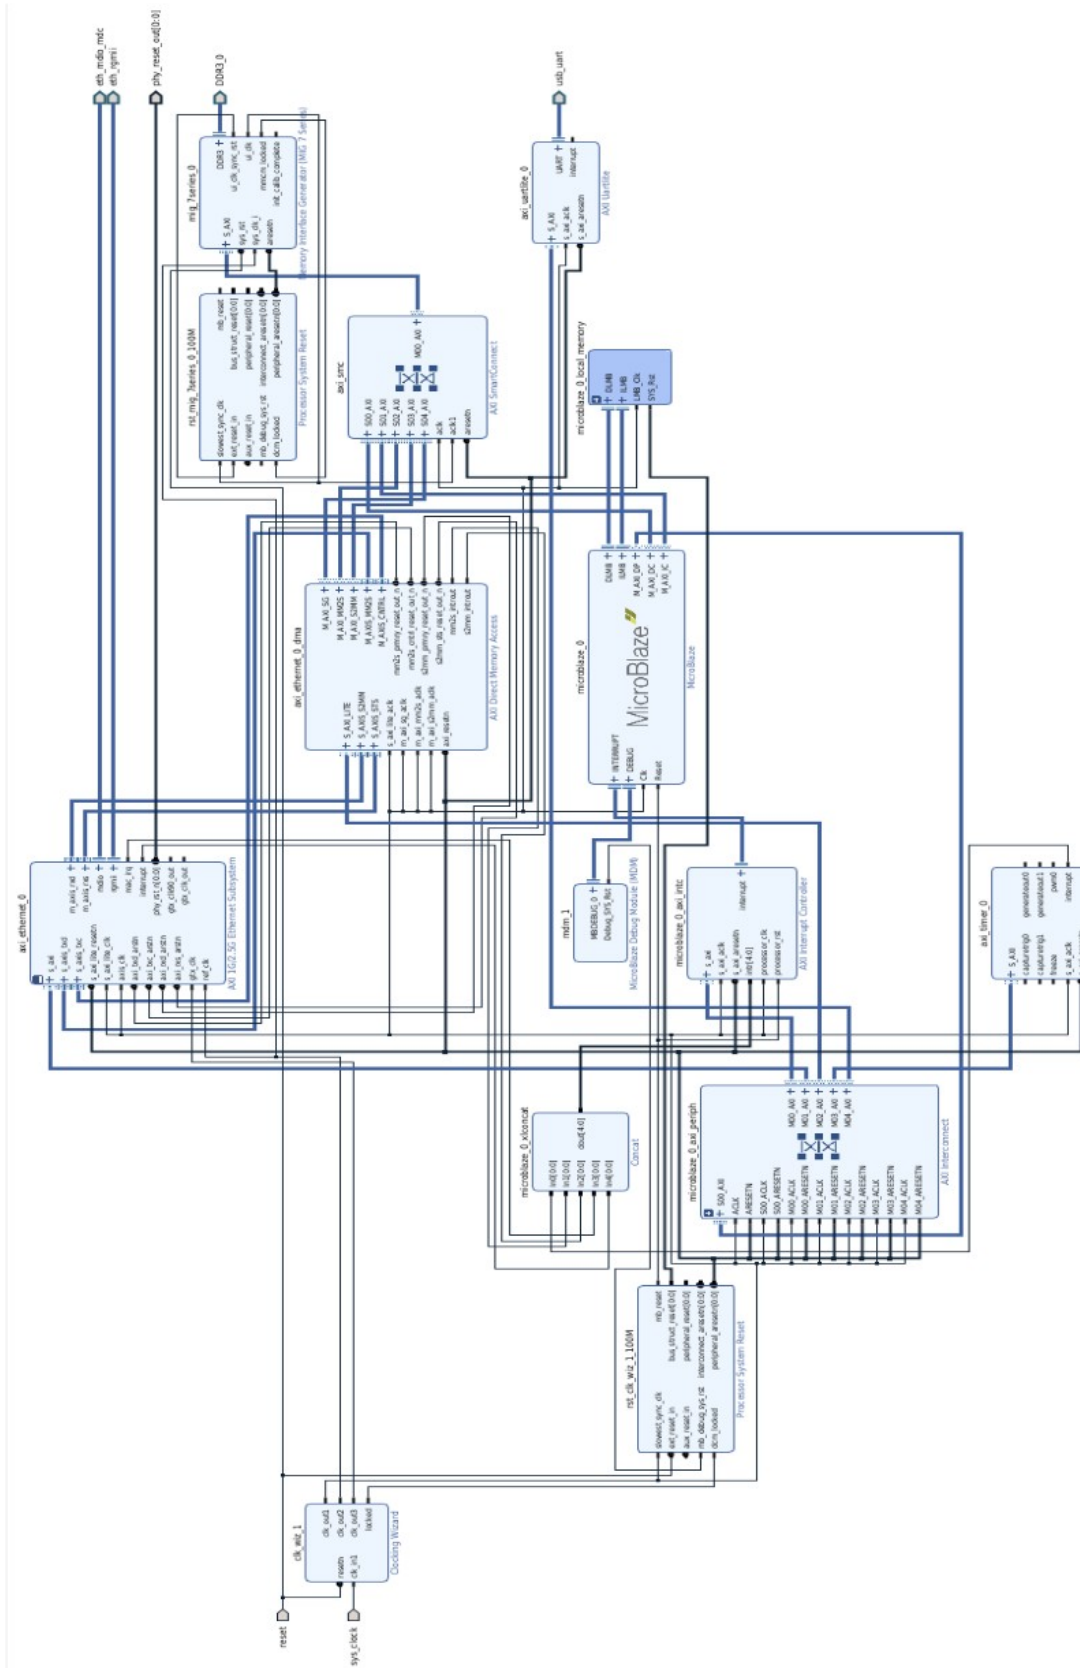 reset
sys_clock
clk_wiz_1
resetn
clk_in1
clk_out1
clk_out2
clk_out3
locked
Clocking Wizard
rst_clk_wiz_1_100M
slowest_sync_clk
ext_reset_in
aux_reset_in
mb_debug_sys_rst
dcm_locked
mb_reset
bus_struct_reset[0:0]
peripheral_reset[0:0]
interconnect_aresetn[0:0]
peripheral_aresetn[0:0]
Processor System Reset
microblaze_0_xlconcat
In0[0:0]
In1[0:0]
In2[0:0]
In3[0:0]
In4[0:0]
dout[4:0]
Concat
microblaze_0_axi_periph
S00_AXI
ACLK
ARESETN
S00_ACLK
S00_ARESETN
M00_ACLK
M00_ARESETN
M01_ACLK
M01_ARESETN
M02_ACLK
M02_ARESETN
M03_ACLK
M03_ARESETN
M04_ACLK
M04_ARESETN
M00_AXI
M01_AXI
M02_AXI
M03_AXI
M04_AXI
AXI Interconnect
axi_ethernet_0
s_axi
s_axis_txd
s_axis_txc
s_axi_lite_resetn
s_axi_lite_clk
axis_clk
axi_txd_arstn
axi_txc_arstn
axi_rxd_arstn
axi_rxs_arstn
gtx_clk
ref_clk
m_axis_rxd
m_axis_rxs
mdio
rgmii
mac_irq
interrupt
phy_rst_n[0:0]
gtx_clk90_out
gtx_clk_out
AXI 1G/2.5G Ethernet Subsystem
mdm_1
MBDEBUG_0
Debug_SYS_Rst
MicroBlaze Debug Module (MDM)
microblaze_0_axi_intc
s_axi
s_axi_aclk
s_axi_aresetn
intr[4:0]
processor_clk
processor_rst
interrupt
AXI Interrupt Controller
axi_timer_0
S_AXI
capturetrig0
capturetrig1
freeze
s_axi_aclk
generateout0
generateout1
pwm0
interrupt
axi_ethernet_0_dma
S_AXI_LITE
S_AXIS_S2MM
S_AXIS_STS
s_axi_lite_aclk
m_axi_sg_aclk
m_axi_mm2s_aclk
m_axi_s2mm_aclk
axi_resetn
M_AXI_SG
M_AXI_MM2S
M_AXI_S2MM
M_AXIS_MM2S
M_AXIS_CNTRL
mm2s_prmry_reset_out_n
mm2s_cntrl_reset_out_n
s2mm_prmry_reset_out_n
s2mm_sts_reset_out_n
mm2s_introut
s2mm_introut
AXI Direct Memory Access
microblaze_0
INTERRUPT
DEBUG
Clk
Reset
MicroBlaze
DLMB
ILMB
M_AXI_DP
M_AXI_DC
M_AXI_IC
MicroBlaze
rst_mig_7series_0_100M
slowest_sync_clk
ext_reset_in
aux_reset_in
mb_debug_sys_rst
dcm_locked
mb_reset
bus_struct_reset[0:0]
peripheral_reset[0:0]
interconnect_aresetn[0:0]
peripheral_aresetn[0:0]
Processor System Reset
axi_smc
S00_AXI
S01_AXI
S02_AXI
S03_AXI
S04_AXI
aclk
aclk1
aresetn
M00_AXI
AXI SmartConnect
microblaze_0_local_memory
DLMB
ILMB
LMB_Clk
SYS_Rst
mig_7series_0
S_AXI
sys_rst
sys_clk_i
aresetn
DDR3
ui_clk_sync_rst
ui_clk
mmcm_locked
init_calib_complete
Memory Interface Generator (MIG 7 Series)
axi_uartlite_0
S_AXI
s_axi_aclk
s_axi_aresetn
UART
interrupt
AXI Uartlite
eth_mdio_mdc
eth_rgmii
phy_reset_out[0:0]
DDR3_0
usb_uart